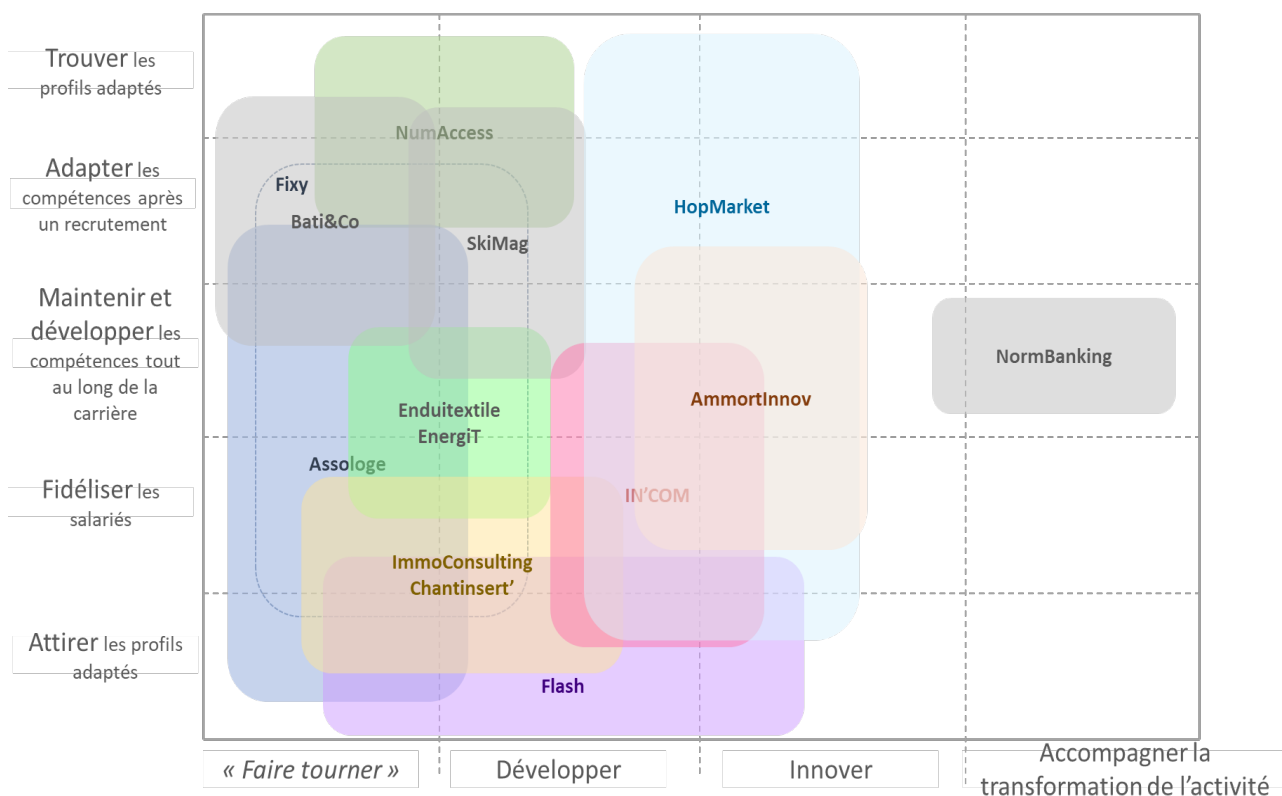 Trouver les
profils adaptés
Adapter les
compétences après
un recrutement
Maintenir et
développer les
compétences tout
au long de la
carrière
Fidéliser les
salariés
Attirer les profils
adaptés
NumAccess
Fixy
Bati&Co
SkiMag
HopMarket
NormBanking
AmmortInnov
Enduitextile
EnergiT
Assologe
IN’COM
ImmoConsulting
Chantinsert’
Flash
« Faire tourner »
Développer
Innover
Accompagner la
transformation de l’activité